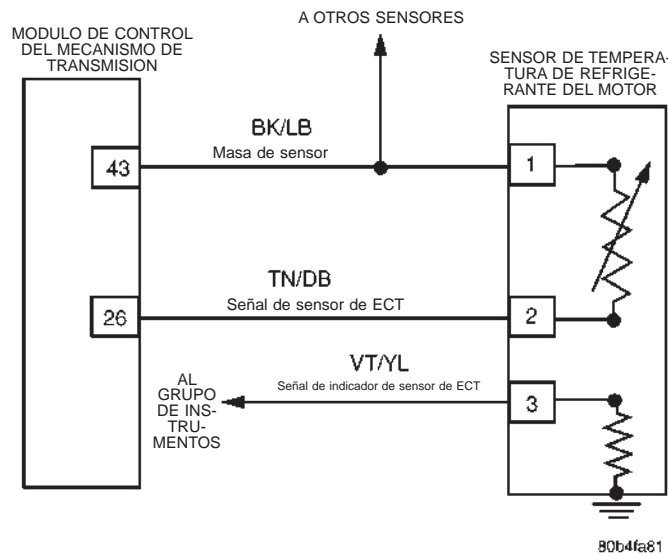 A OTROS SENSORES
MODULO DE CONTROL
DEL MECANISMO DE
TRANSMISION
SENSOR DE TEMPERA-
TURA DE REFRIGE-
RANTE DEL MOTOR
BK/LB
Masa de sensor
43
1
TN/DB
Señal de sensor de ECT
26
2
VT/YL
Señal de indicador de sensor de ECT
AL
GRUPO
DE INS-
TRU-
MENTOS
3
80b4fa81